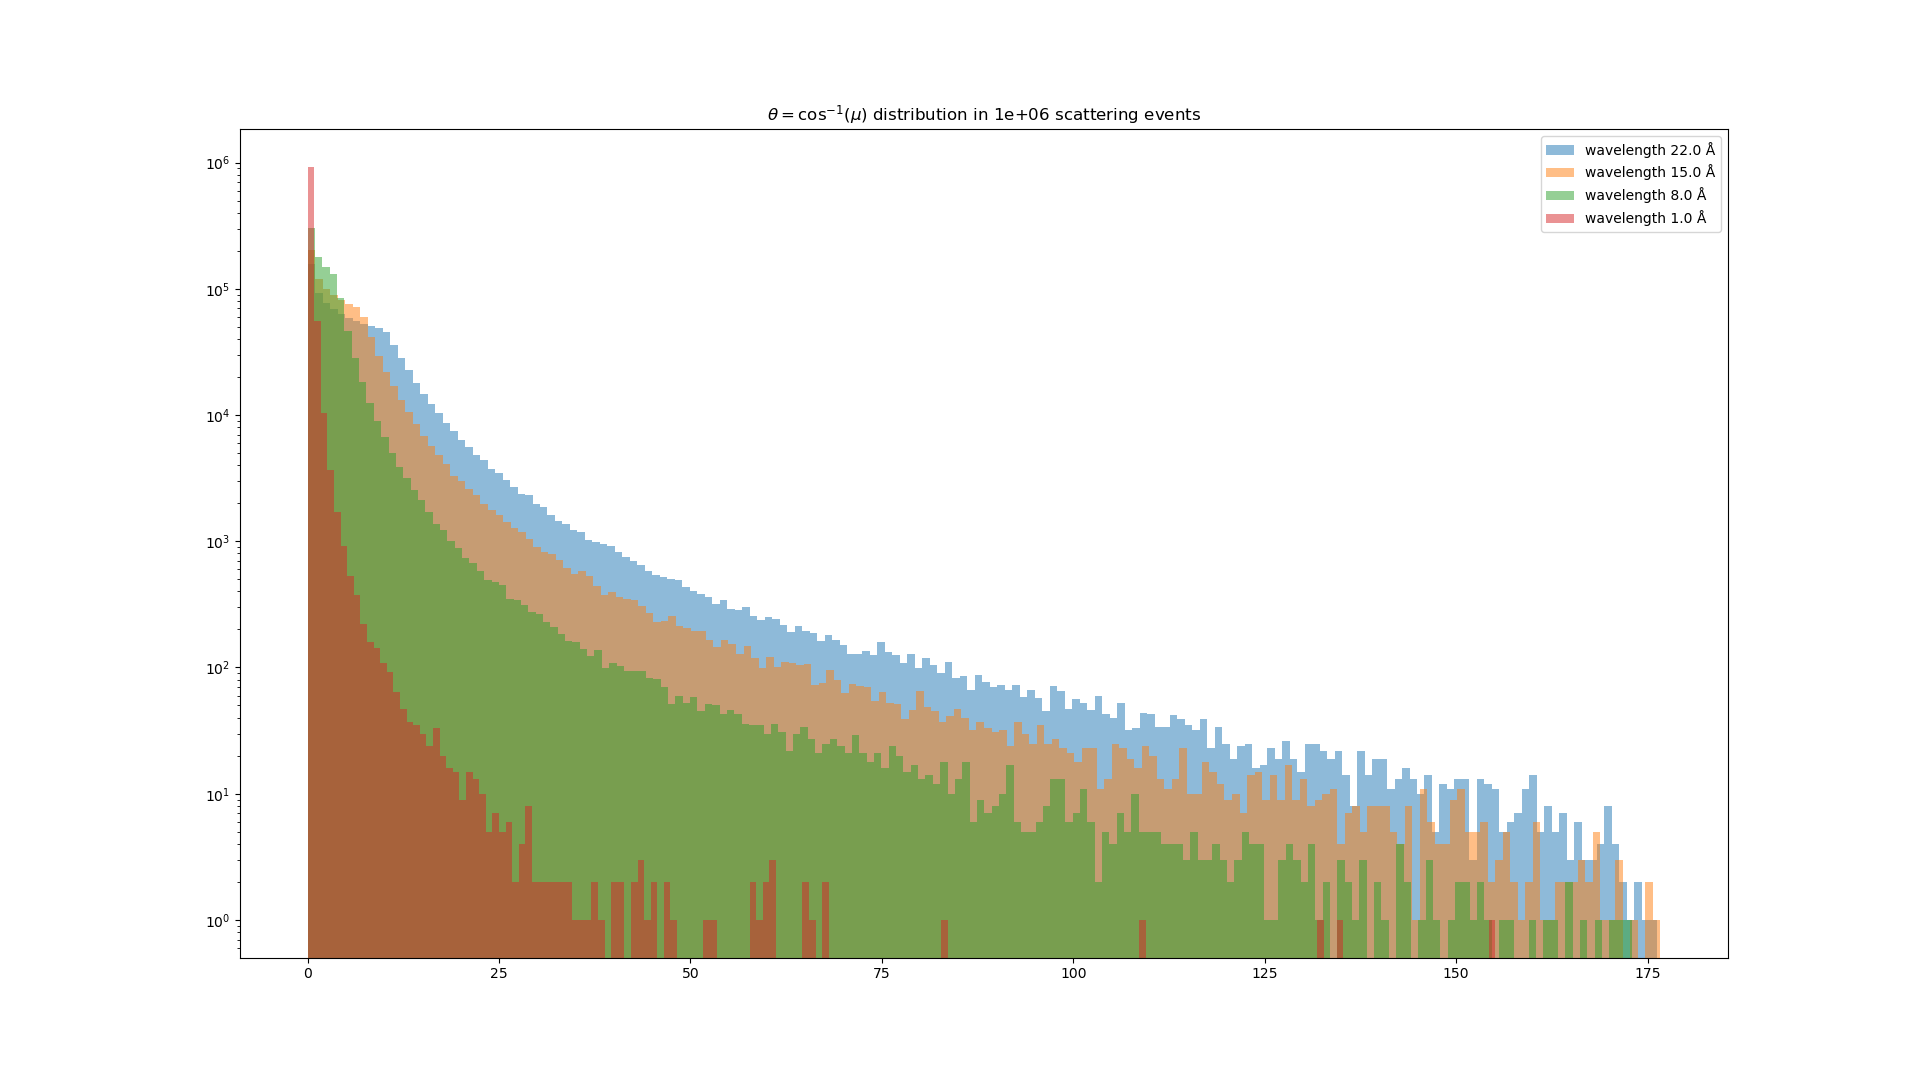 θ = cos⁻¹(μ) distribution in 1e+06 scattering events
wavelength 22.0 Å
wavelength 15.0 Å
wavelength 8.0 Å
wavelength 1.0 Å
10⁶
10⁵
10⁴
10³
10²
10¹
10⁰
0 25 50 75 100 125 150 175